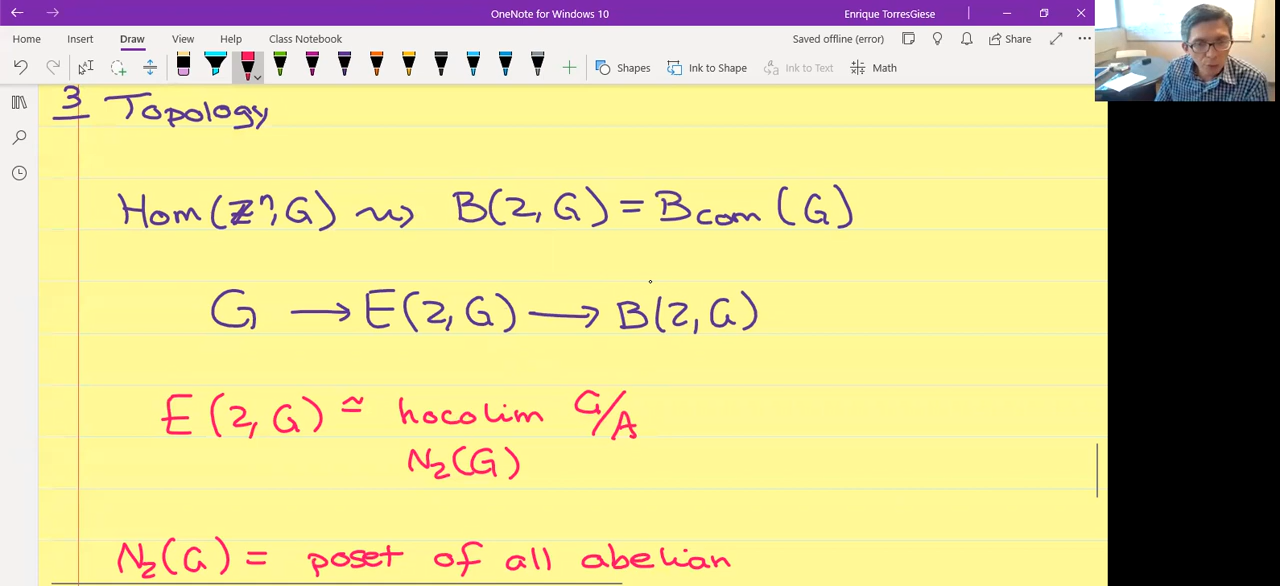 OneNote for Windows 10
Enrique TorresGiese
Home Insert Draw View Help Class Notebook
Saved offline (error)
Share
Shapes
Ink to Shape
Ink to Text
Math
3 Topology
Hom(ℤⁿ, G) ⇝ B(2, G) = Bcom(G)
G → E(2, G) → B(2, G)
E(2, G) ≃ hocolim G/A
N₂(G)
N₂(G) = poset of all abelian